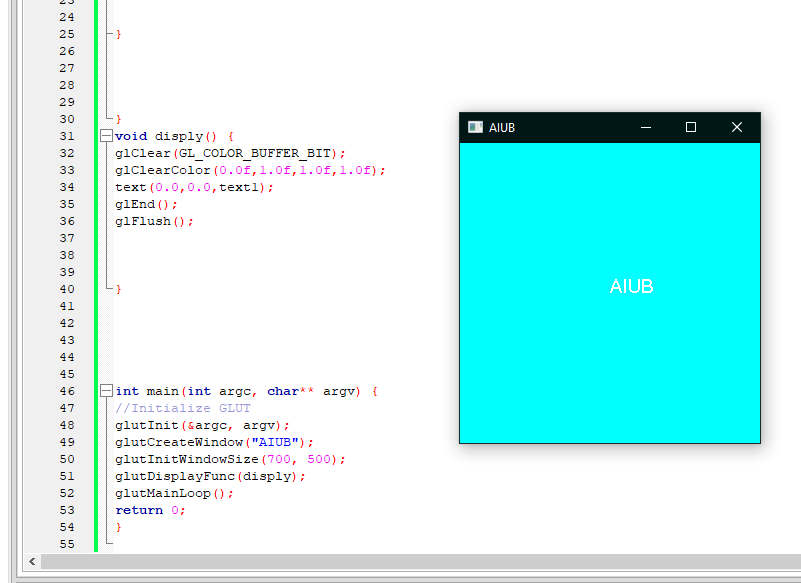 23
24
25 }
26
27
28
29
30 }
31 void disply() {
32 glClear(GL_COLOR_BUFFER_BIT);
33 glClearColor(0.0f,1.0f,1.0f,1.0f);
34 text(0.0,0.0,text1);
35 glEnd();
36 glFlush();
37
38
39
40 }
41
42
43
44
45
46 int main(int argc, char** argv) {
47 //Initialize GLUT
48 glutInit(&argc, argv);
49 glutCreateWindow("AIUB");
50 glutInitWindowSize(700, 500);
51 glutDisplayFunc(disply);
52 glutMainLoop();
53 return 0;
54 }
55
AIUB
AIUB